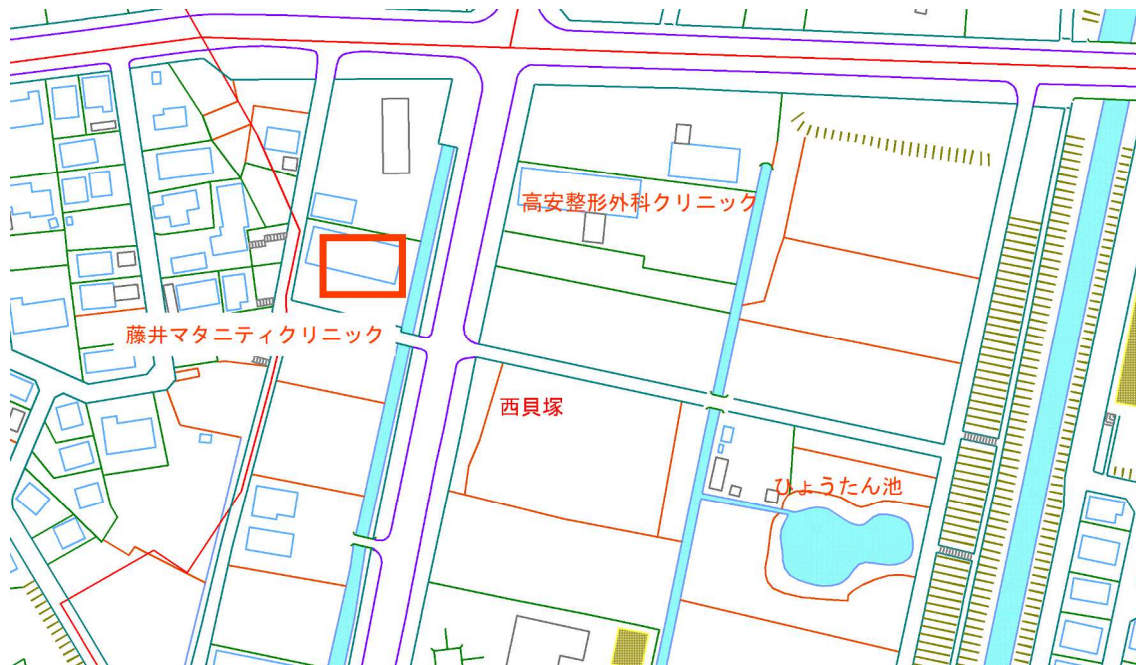 高安整形外科クリニック
藤井マタニティクリニック
西貝塚
ひょうたん池